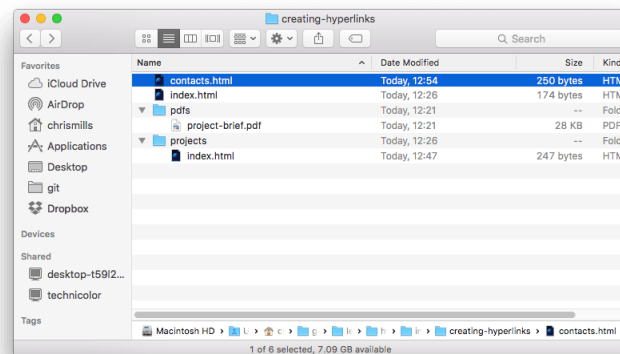 creating-hyperlinks
Search
Favorites
iCloud Drive
AirDrop
chrismills
Applications
Desktop
git
Dropbox
Devices
Shared
desktop-t59l2...
technicolor
Tags
Name Date Modified Size
contacts.html Today, 12:54 250 bytes
index.html Today, 12:26 174 bytes
pdfs Today, 12:21 --
project-brief.pdf Today, 12:21 28 KB
projects Today, 12:26 --
index.html Today, 12:47 247 bytes
Macintosh HD › creating-hyperlinks › contacts.html
1 of 6 selected, 7.09 GB available